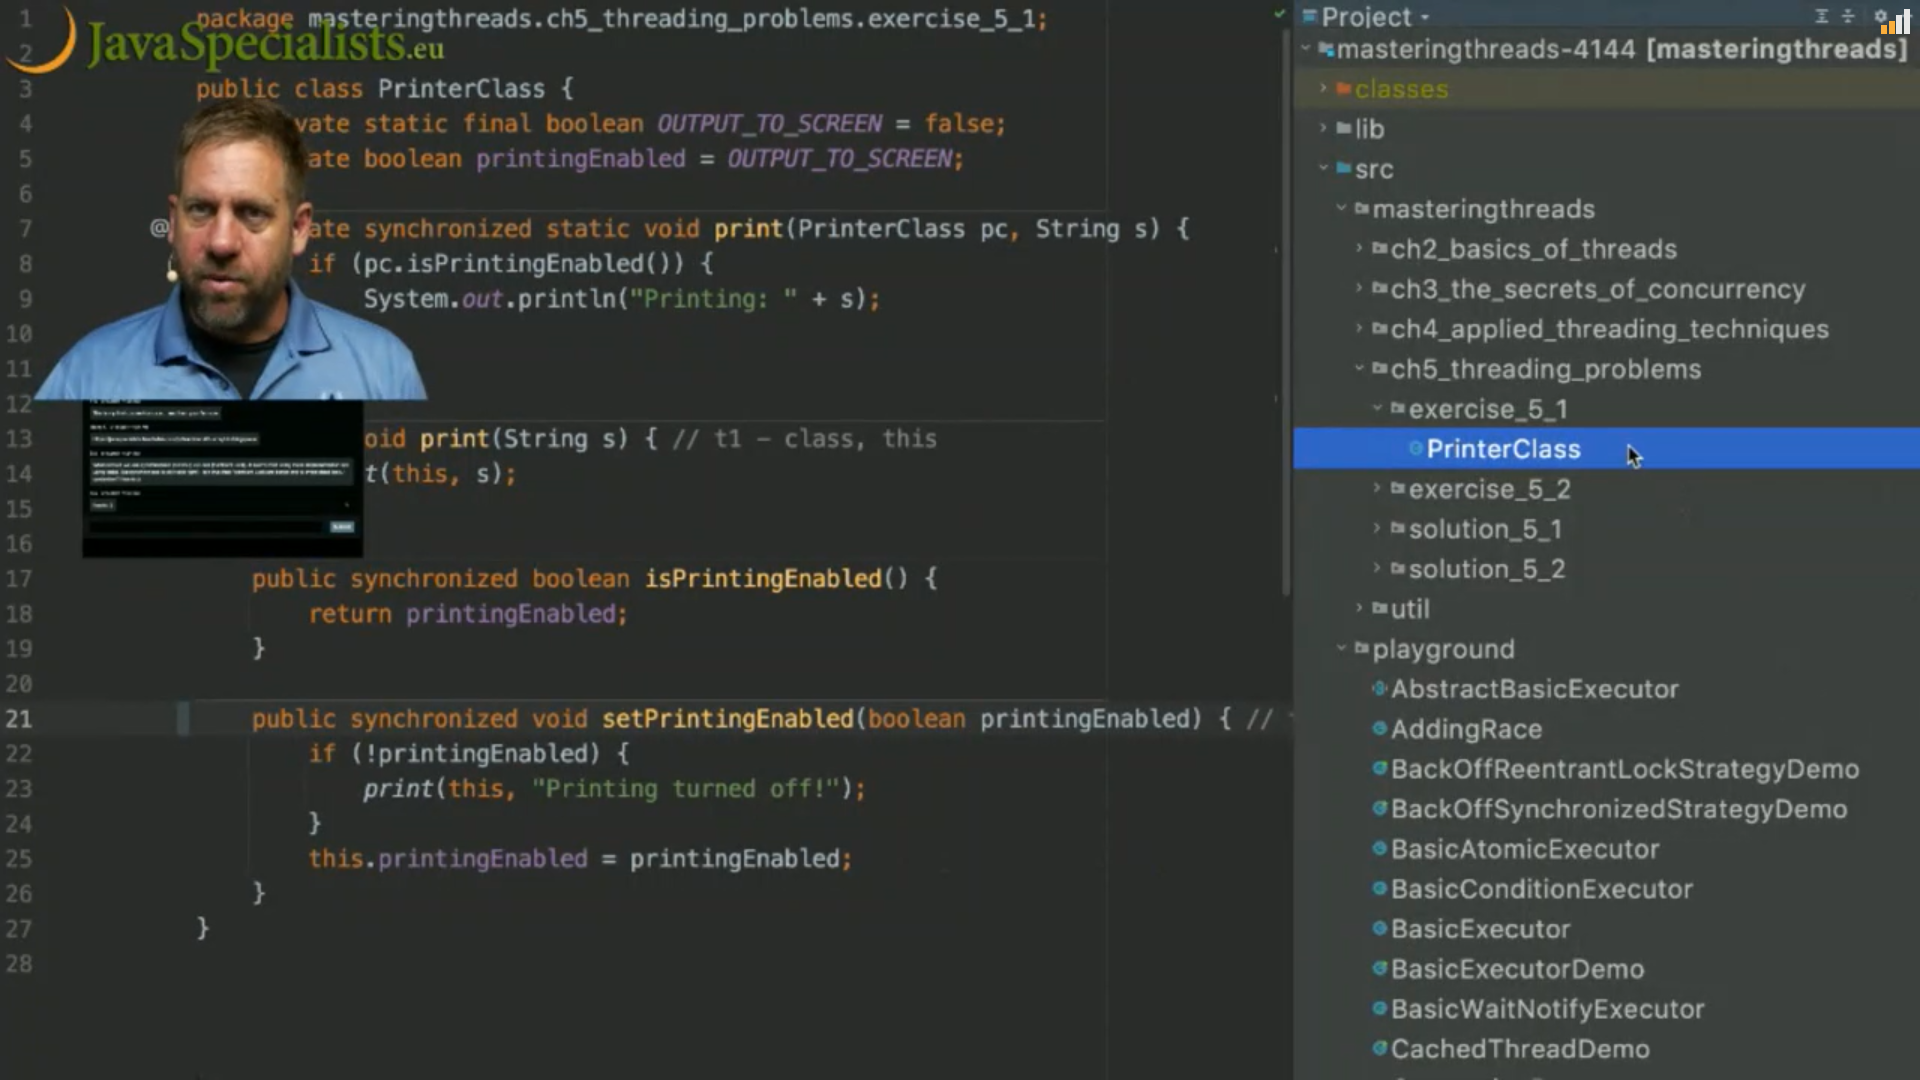 1 package masteringthreads.ch5_threading_problems.exercise_5_1;
JavaSpecialists.eu
2
3 public class PrinterClass {
4 vate static final boolean OUTPUT_TO_SCREEN = false;
5 ate boolean printingEnabled = OUTPUT_TO_SCREEN;
6
7 @ ate synchronized static void print(PrinterClass pc, String s) {
8 if (pc.isPrintingEnabled()) {
9 System.out.println("Printing: " + s);
10
11
12
13 oid print(String s) { // t1 – class, this
14 t(this, s);
15
16
17 public synchronized boolean isPrintingEnabled() {
18 return printingEnabled;
19 }
20
21 public synchronized void setPrintingEnabled(boolean printingEnabled) { //
22 if (!printingEnabled) {
23 print(this, "Printing turned off!");
24 }
25 this.printingEnabled = printingEnabled;
26 }
27 }
28
Project
masteringthreads-4144 [masteringthreads]
classes
lib
src
masteringthreads
ch2_basics_of_threads
ch3_the_secrets_of_concurrency
ch4_applied_threading_techniques
ch5_threading_problems
exercise_5_1
PrinterClass
exercise_5_2
solution_5_1
solution_5_2
util
playground
AbstractBasicExecutor
AddingRace
BackOffReentrantLockStrategyDemo
BackOffSynchronizedStrategyDemo
BasicAtomicExecutor
BasicConditionExecutor
BasicExecutor
BasicExecutorDemo
BasicWaitNotifyExecutor
CachedThreadDemo